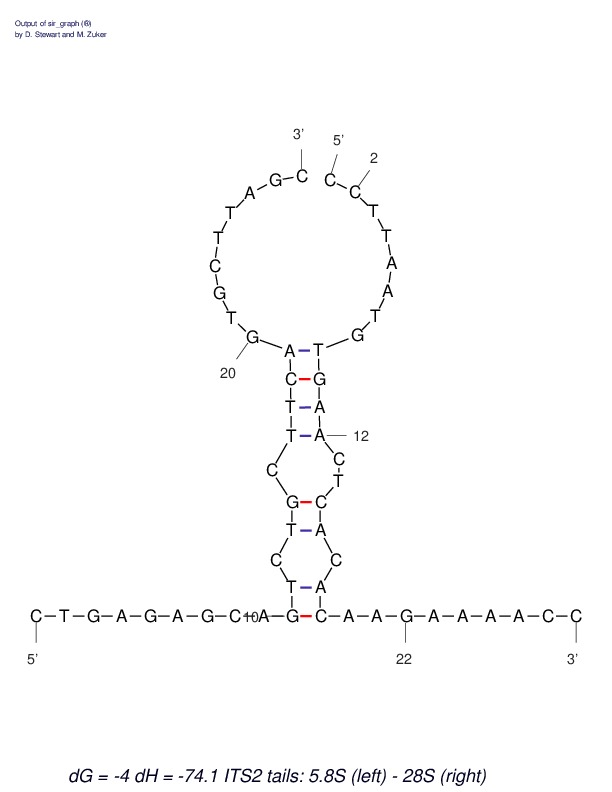 Output of sir_graph (®)
by D. Stewart and M. Zuker
3' 5'
2
A G C C C
T T
T T
C A
G A
T T
G G
A T
20 C G
T A
T A 12
C C
T
G C
T A
C C
T A
C T G A G A G C 10 A G C A A G A A A A C C
5' 22 3'
dG = -4 dH = -74.1 ITS2 tails: 5.8S (left) - 28S (right)